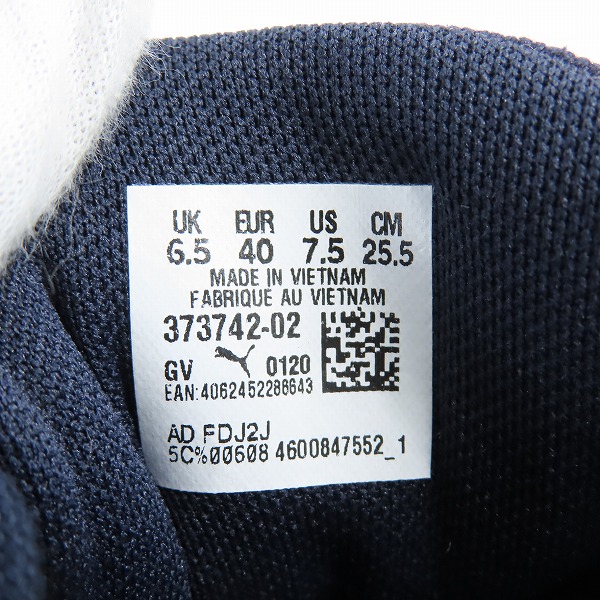 UK EUR US CM
6.5 40 7.5 25.5
MADE IN VIETNAM
FABRIQUE AU VIETNAM
373742-02
GV 0120
EAN:4062452286643
AD FDJ2J
5C%00608 4600847552_1